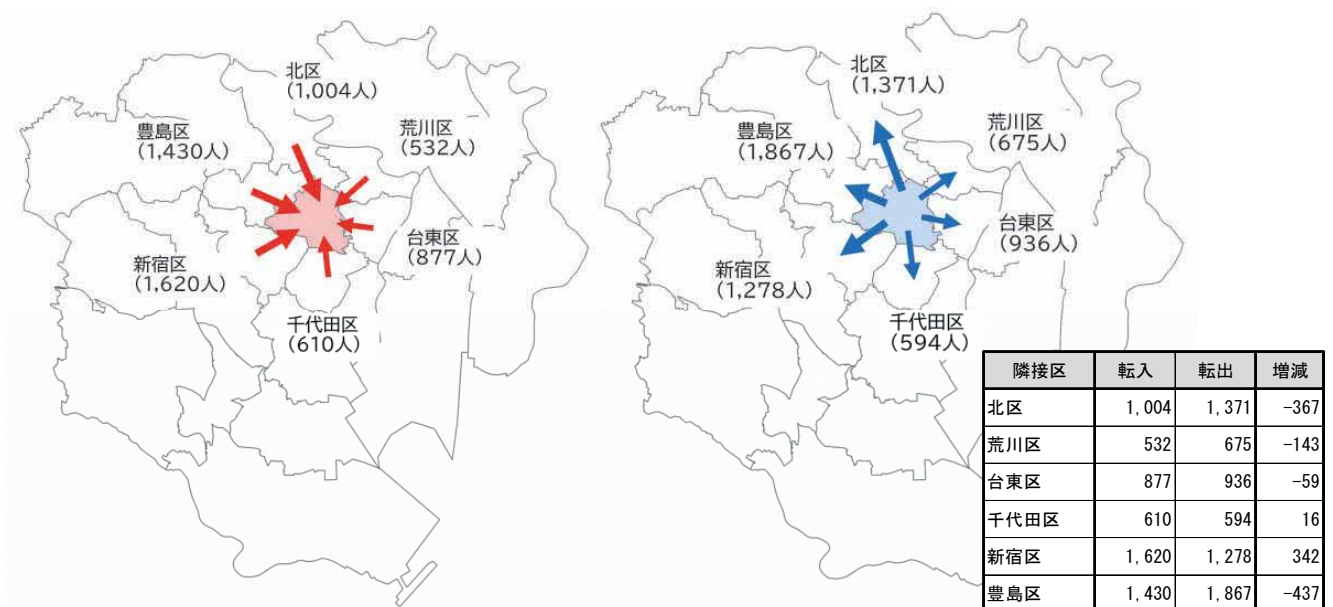 北区
(1,004人)
豊島区
(1,430人)
荒川区
(532人)
台東区
(877人)
新宿区
(1,620人)
千代田区
(610人)
北区
(1,371人)
豊島区
(1,867人)
荒川区
(675人)
台東区
(936人)
新宿区
(1,278人)
千代田区
(594人)
隣接区 転入 転出 増減
北区 1,004 1,371 -367
荒川区 532 675 -143
台東区 877 936 -59
千代田区 610 594 16
新宿区 1,620 1,278 342
豊島区 1,430 1,867 -437